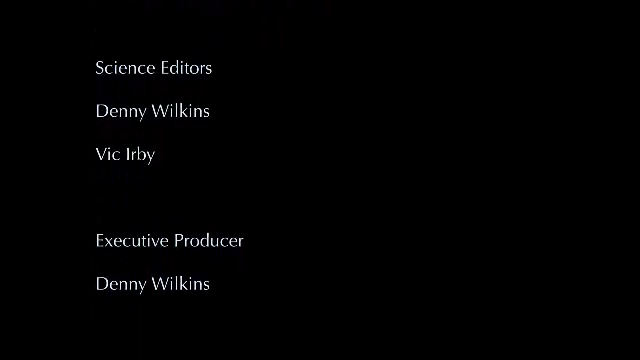 Science Editors
Denny Wilkins
Vic Irby
Executive Producer
Denny Wilkins